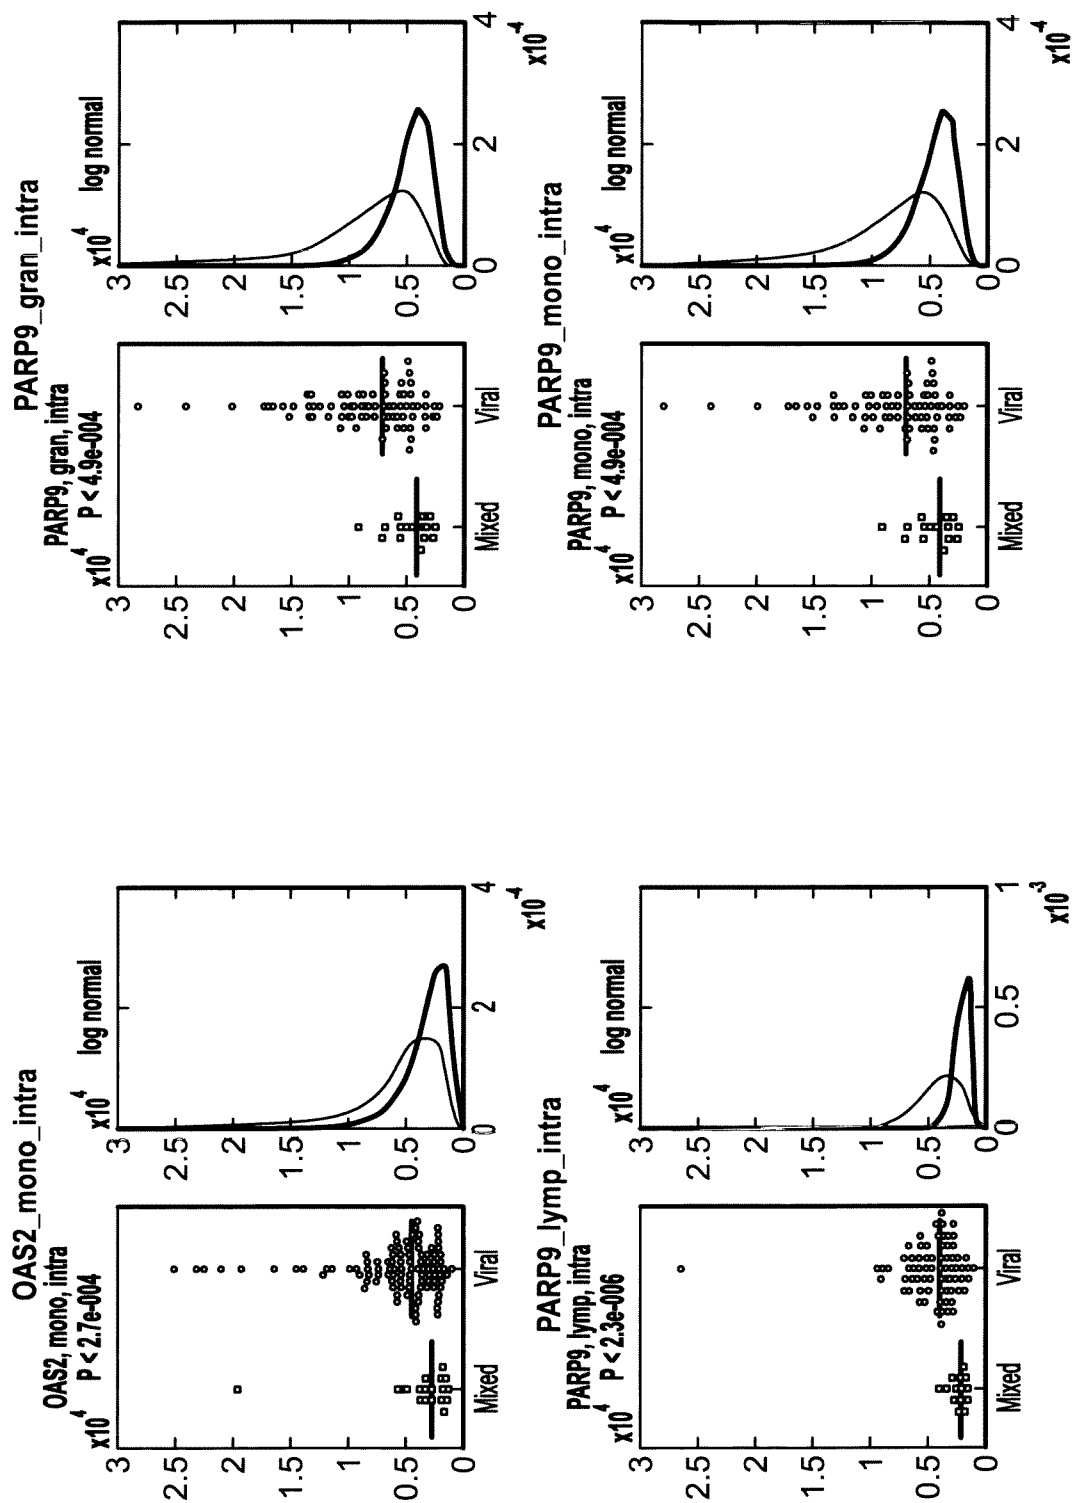 OAS2_mono_intra
OAS2, mono, intra
x10^4 P < 2.7e-004
3
2.5
2
1.5
1
0.5
0
Mixed Viral
x10^4 log normal
3
2.5
2
1.5
1
0.5
0
0 2 4
x10^-4
PARP9_gran_intra
PARP9, gran, intra
x10^4 P < 4.9e-004
3
2.5
2
1.5
1
0.5
0
Mixed Viral
x10^4 log normal
3
2.5
2
1.5
1
0.5
0
0 2 4
x10^-4
PARP9_lymp_intra
PARP9, lymp, intra
x10^4 P < 2.3e-006
3
2.5
2
1.5
1
0.5
0
Mixed Viral
x10^4 log normal
3
2.5
2
1.5
1
0.5
0
0 0.5 1
x10^-3
PARP9_mono_intra
PARP9, mono, intra
x10^4 P < 4.9e-004
3
2.5
2
1.5
1
0.5
0
Mixed Viral
x10^4 log normal
3
2.5
2
1.5
1
0.5
0
0 2 4
x10^-4